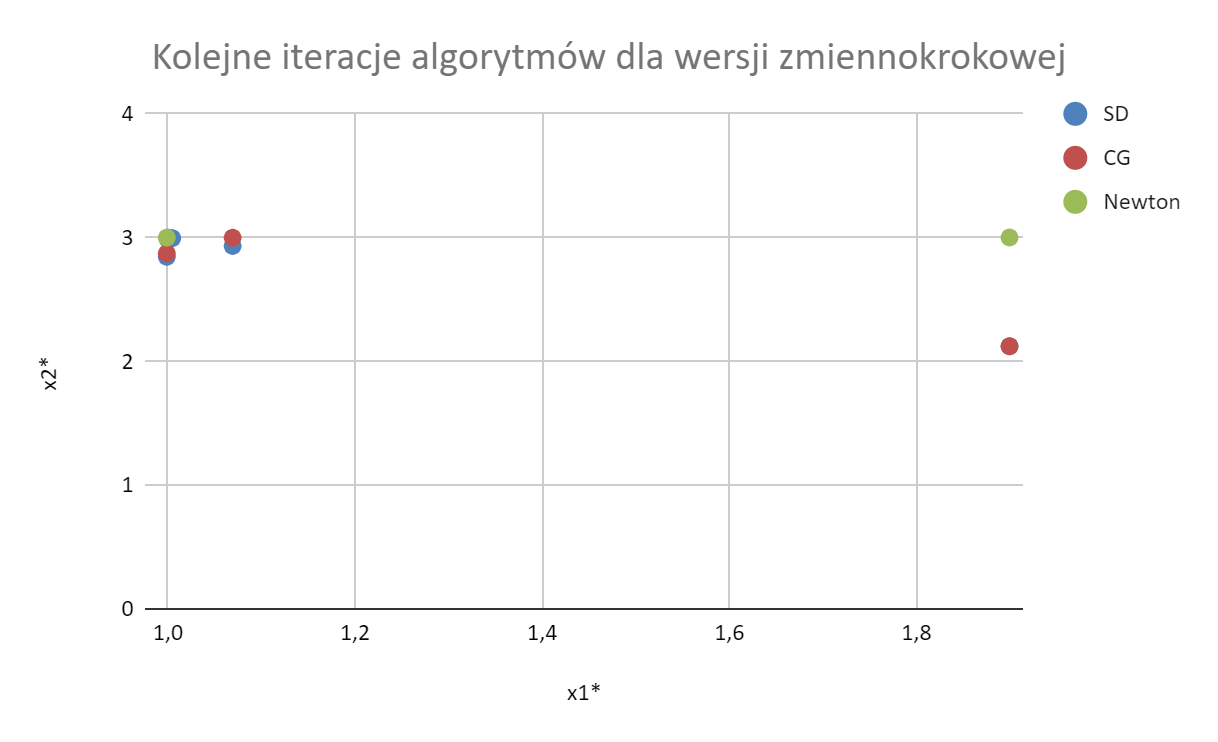 Kolejne iteracje algorytmów dla wersji zmiennokrokowej
SD
CG
Newton
x2*
4
3
2
1
0
1,0 1,2 1,4 1,6 1,8
x1*